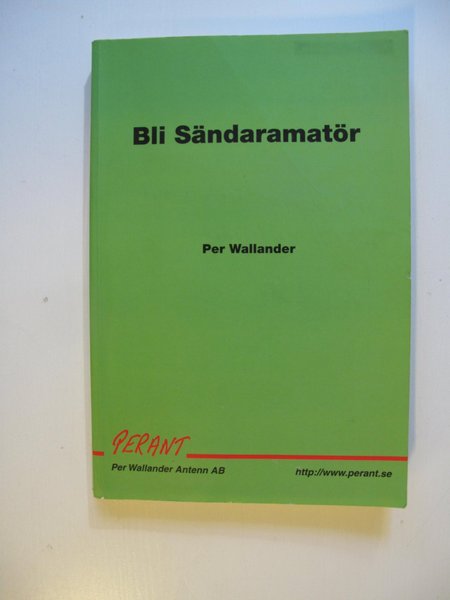 Bli Sändaramatör
Per Wallander
PERANT
Per Wallander Antenn AB
http://www.perant.se